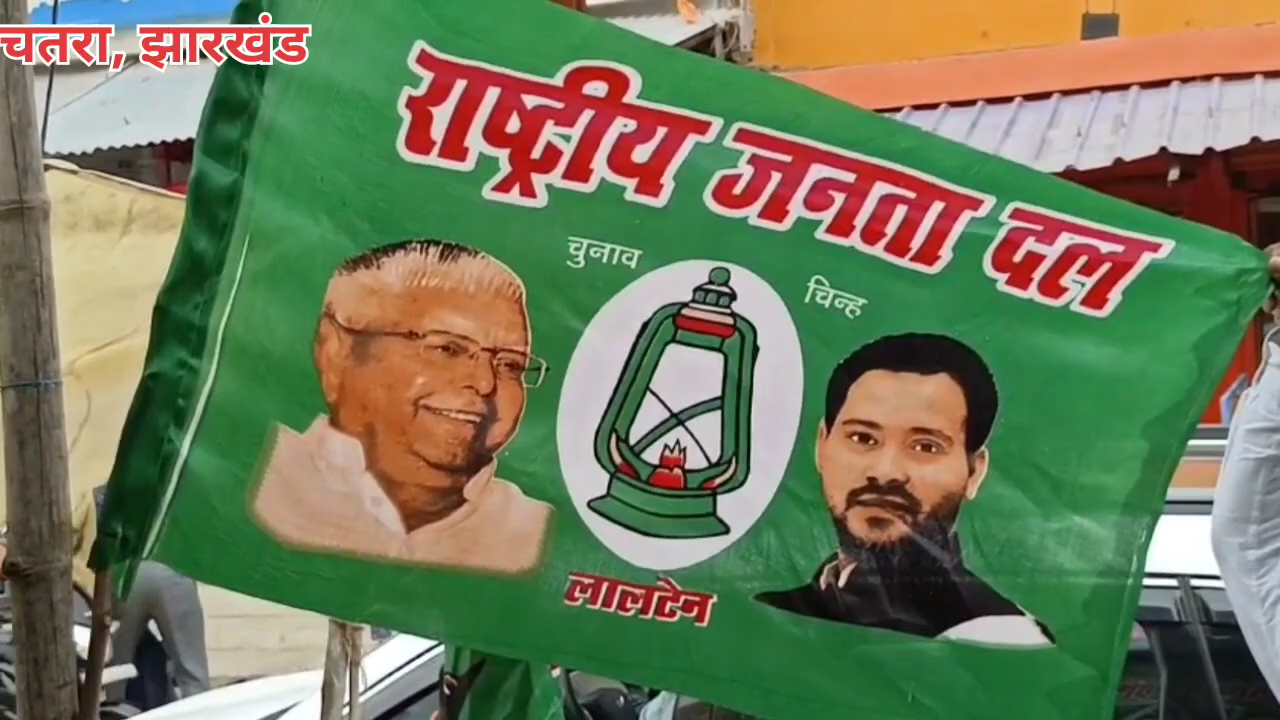 चतरा, झारखंड
राष्ट्रीय जनता दल
चुनाव चिन्ह
लालटेन